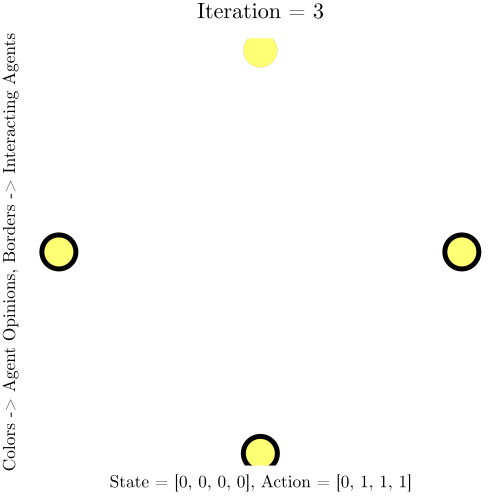 Iteration = 3
Colors -> Agent Opinions, Borders -> Interacting Agents
State = [0, 0, 0, 0], Action = [0, 1, 1, 1]